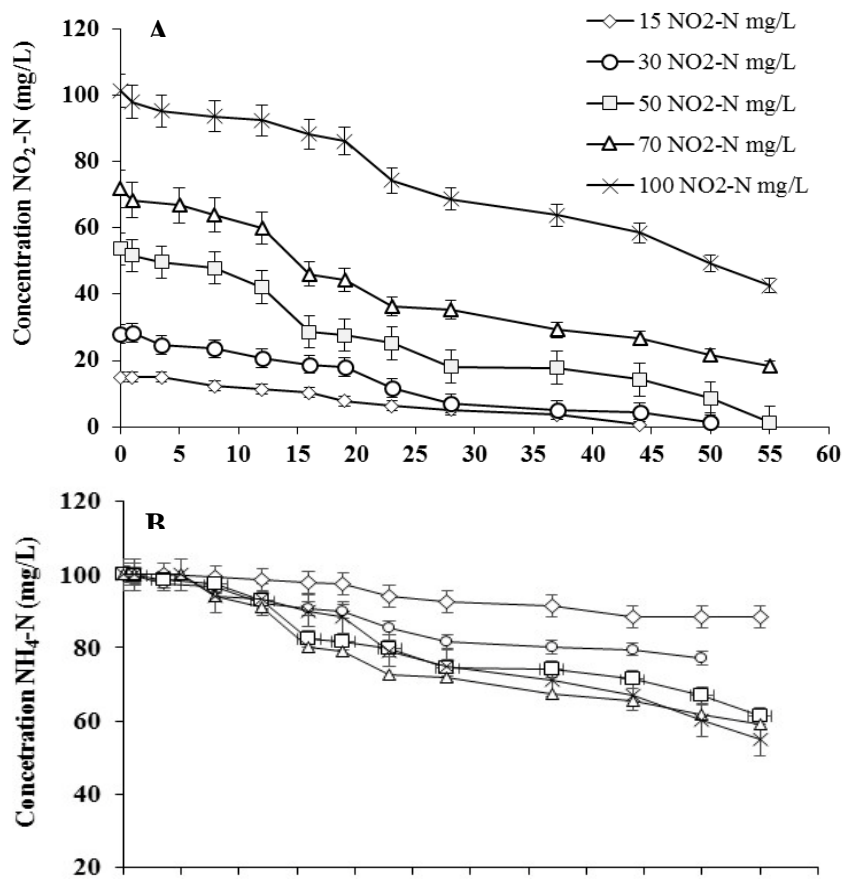 A
120
100
80
60
40
20
0
Concentration NO2 -N (mg/L)
15 NO2-N mg/L
30 NO2-N mg/L
50 NO2-N mg/L
70 NO2-N mg/L
100 NO2-N mg/L
0 5 10 15 20 25 30 35 40 45 50 55 60
B
120
100
80
60
40
20
Concetration NH4-N (mg/L)